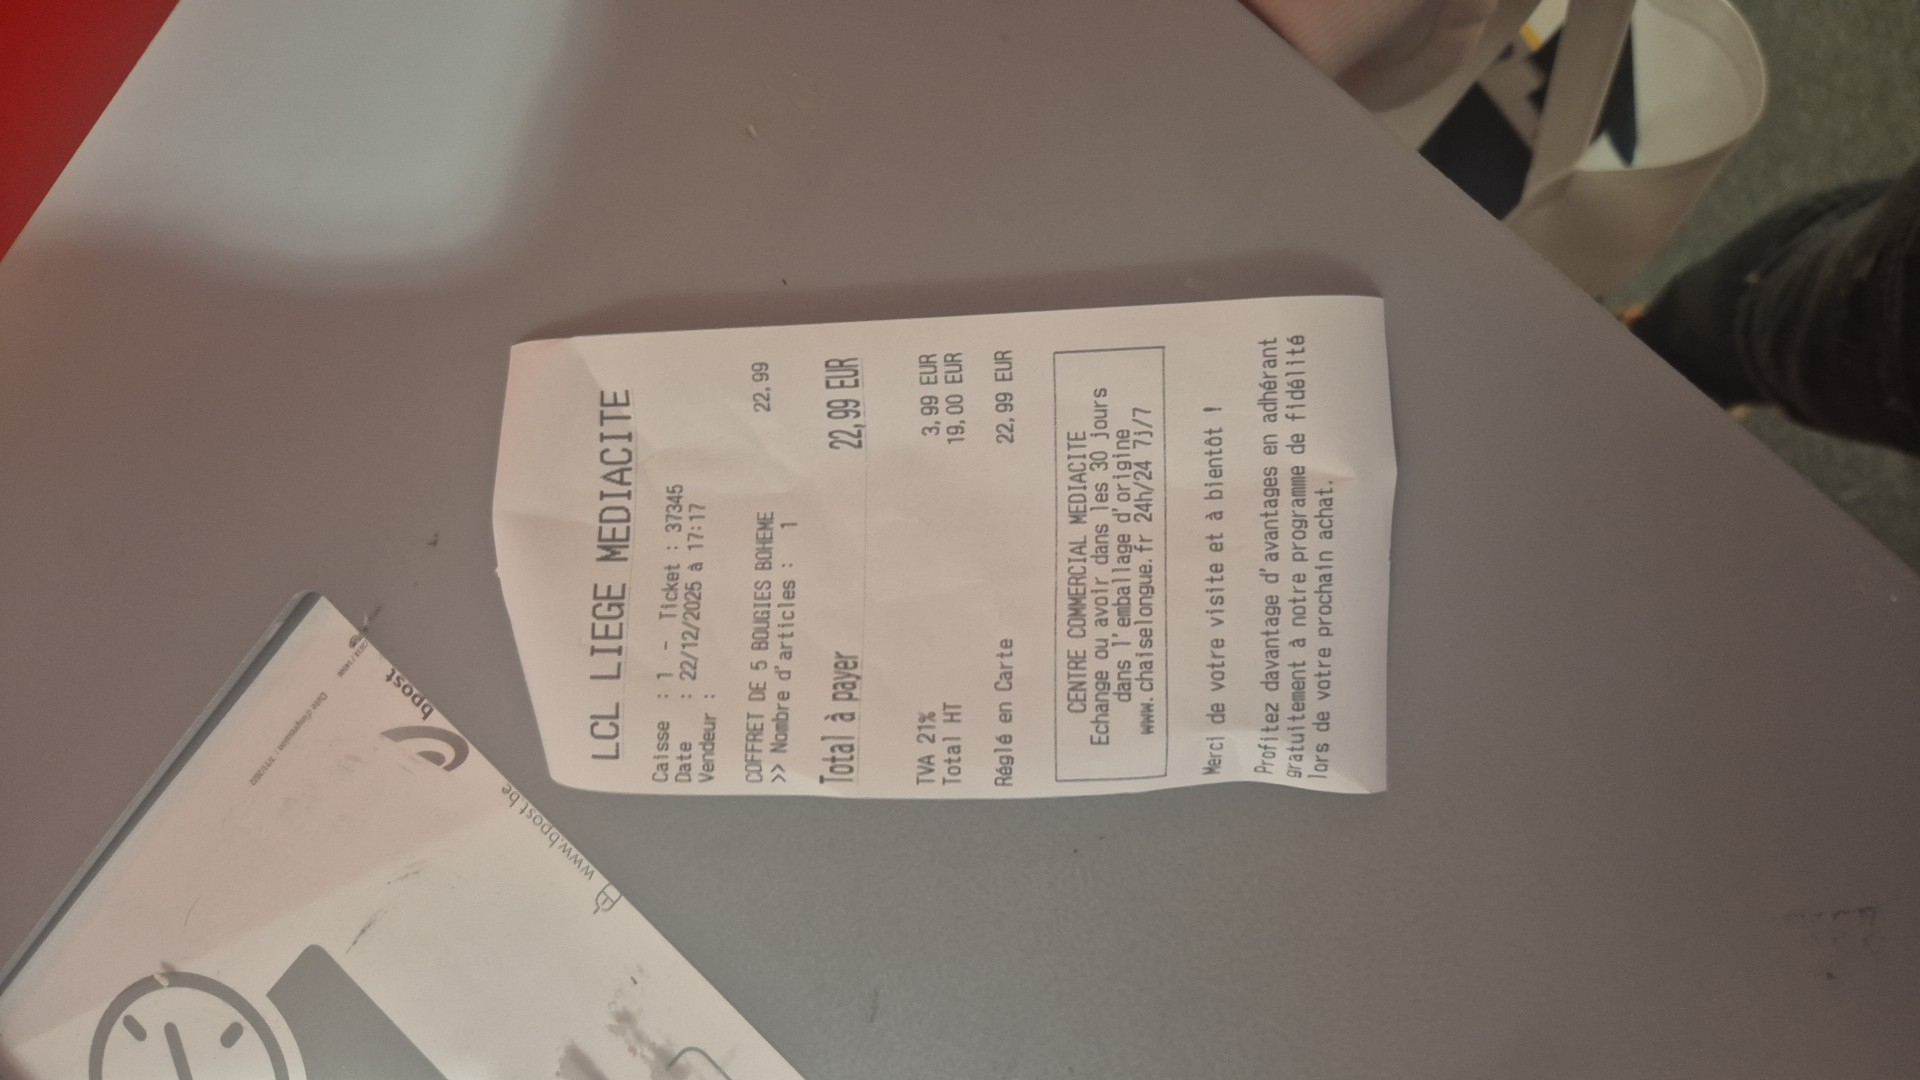 LCL LIEGE MEDIACITE
Caisse : 1 - Ticket : 37345
Date : 22/12/2025 à 17:17
Vendeur :
COFFRET DE 5 BOUGIES BOHEME 22,99
>> Nombre d'articles : 1
Total à payer 22,99 EUR
TVA 21% 3,99 EUR
Total HT 19,00 EUR
Réglé en Carte 22,99 EUR
CENTRE COMMERCIAL MEDIACITE
Echange ou avoir dans les 30 jours
dans l'emballage d'origine
www.chaiselongue.fr 24h/24 7j/7
Merci de votre visite et à bientôt !
Profitez davantage d'avantages en adhérant
gratuitement à notre programme de fidélité
lors de votre prochain achat.
bpost
www.bpost.be